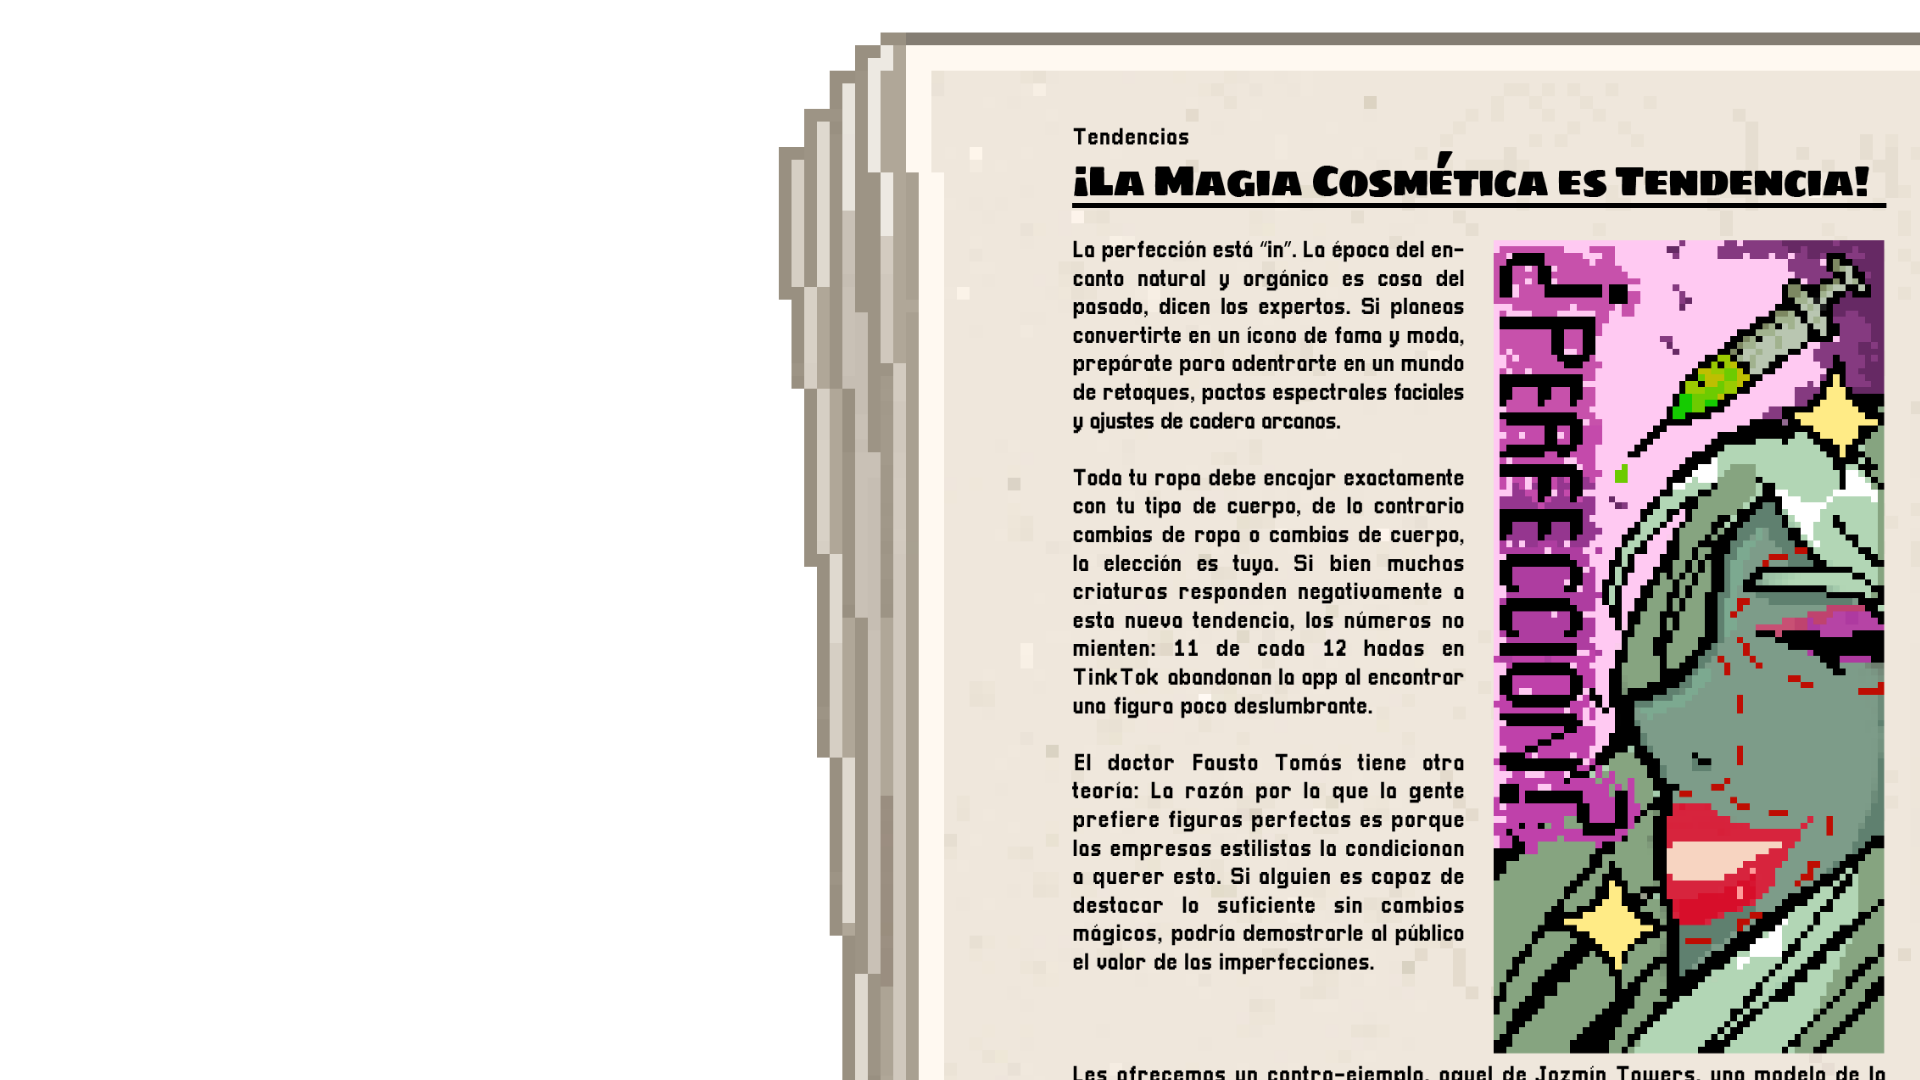 Tendencias
¡La Magia Cosmética es Tendencia!
La perfección está “in”. La época del en-
canto natural y orgánico es cosa del
pasado, dicen los expertos. Si planeas
convertirte en un ícono de fama y moda,
prepárate para adentrarte en un mundo
de retoques, pactos espectrales faciales
y ajustes de cadera arcanos.
Toda tu ropa debe encajar exactamente
con tu tipo de cuerpo, de lo contrario
cambias de ropa o cambias de cuerpo,
la elección es tuya. Si bien muchas
criaturas responden negativamente a
esta nueva tendencia, los números no
mienten: 11 de cada 12 hadas en
TinkTok abandonan la app al encontrar
una figura poco deslumbrante.
El doctor Fausto Tomás tiene otra
teoría: La razón por la que la gente
prefiere figuras perfectas es porque
las empresas estilistas la condicionan
a querer esto. Si alguien es capaz de
destacar lo suficiente sin cambios
mágicos, podría demostrarle al público
el valor de las imperfecciones.
¿PERFECCION?
Les ofrecemos un contra-ejemplo, aquel de Jazmín Towers, una modelo de la